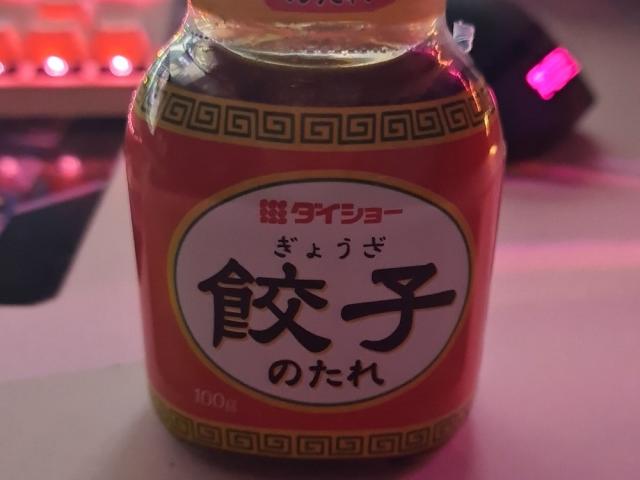 ダイショー
ぎょうざ
餃子
のたれ
100g